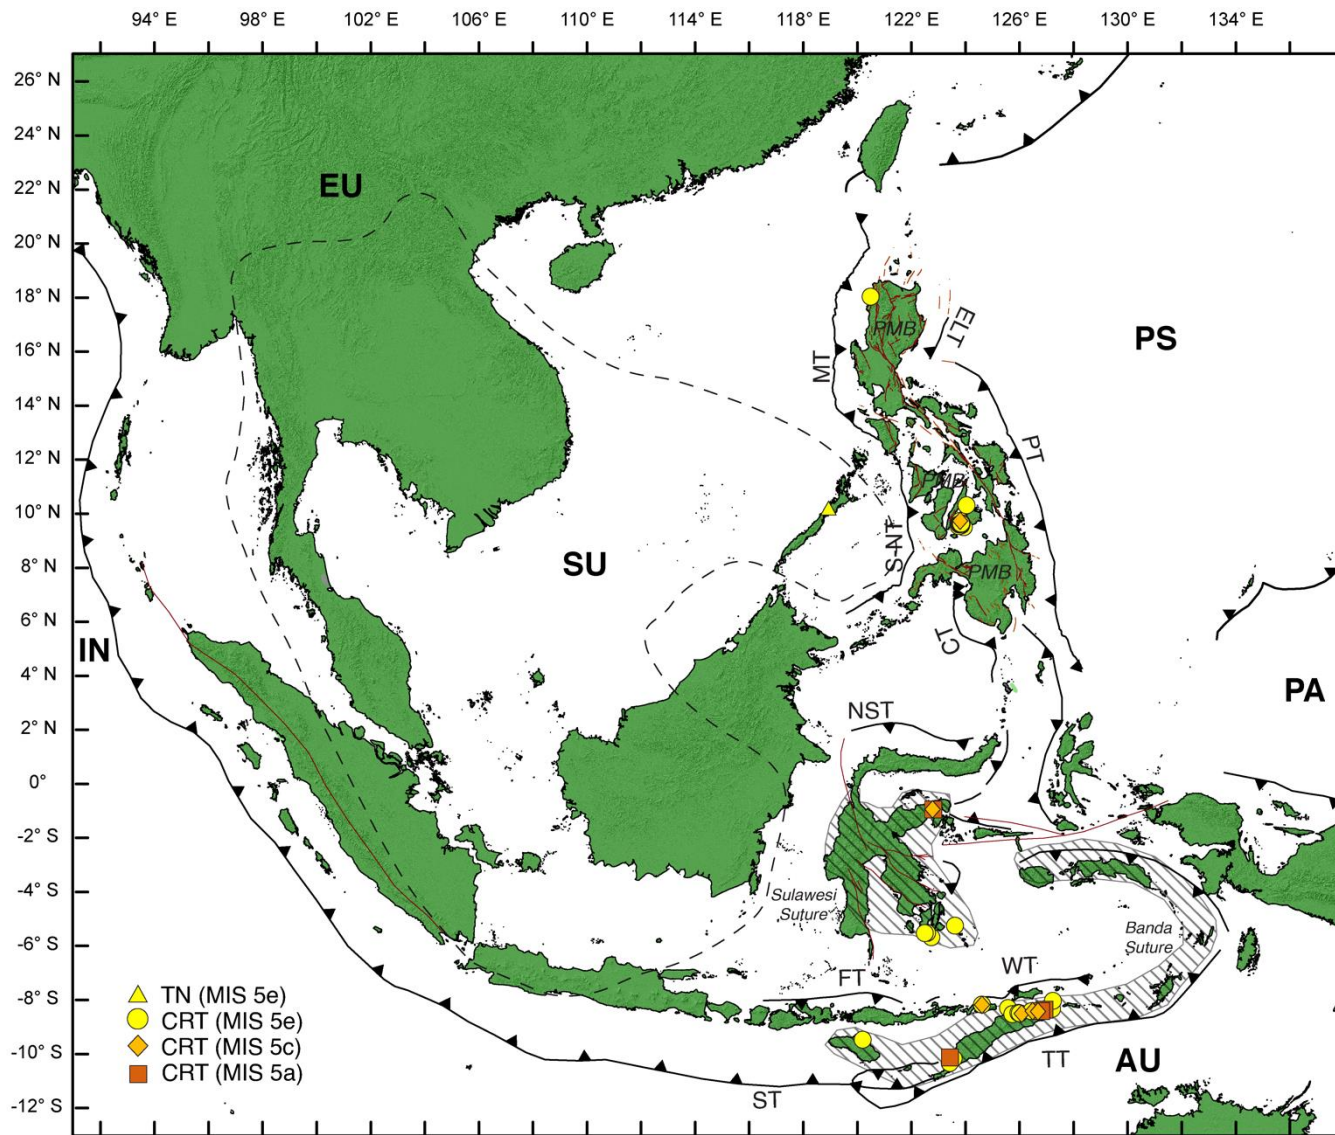 94° E 98° E 102° E 106° E 110° E 114° E 118° E 122° E 126° E 130° E 134° E
26° N
24° N
22° N
20° N
18° N
16° N
14° N
12° N
10° N
8° N
6° N
4° N
2° N
0°
-2° S
-4° S
-6° S
-8° S
-10° S
-12° S
EU
PMB
ELT
PS
MT
PT
PMB
SU
S-NT
PMB
CT
IN
PA
NST
Sulawesi
Suture
Banda
Suture
WT
FT
TT
AU
ST
TN (MIS 5e)
CRT (MIS 5e)
CRT (MIS 5c)
CRT (MIS 5a)